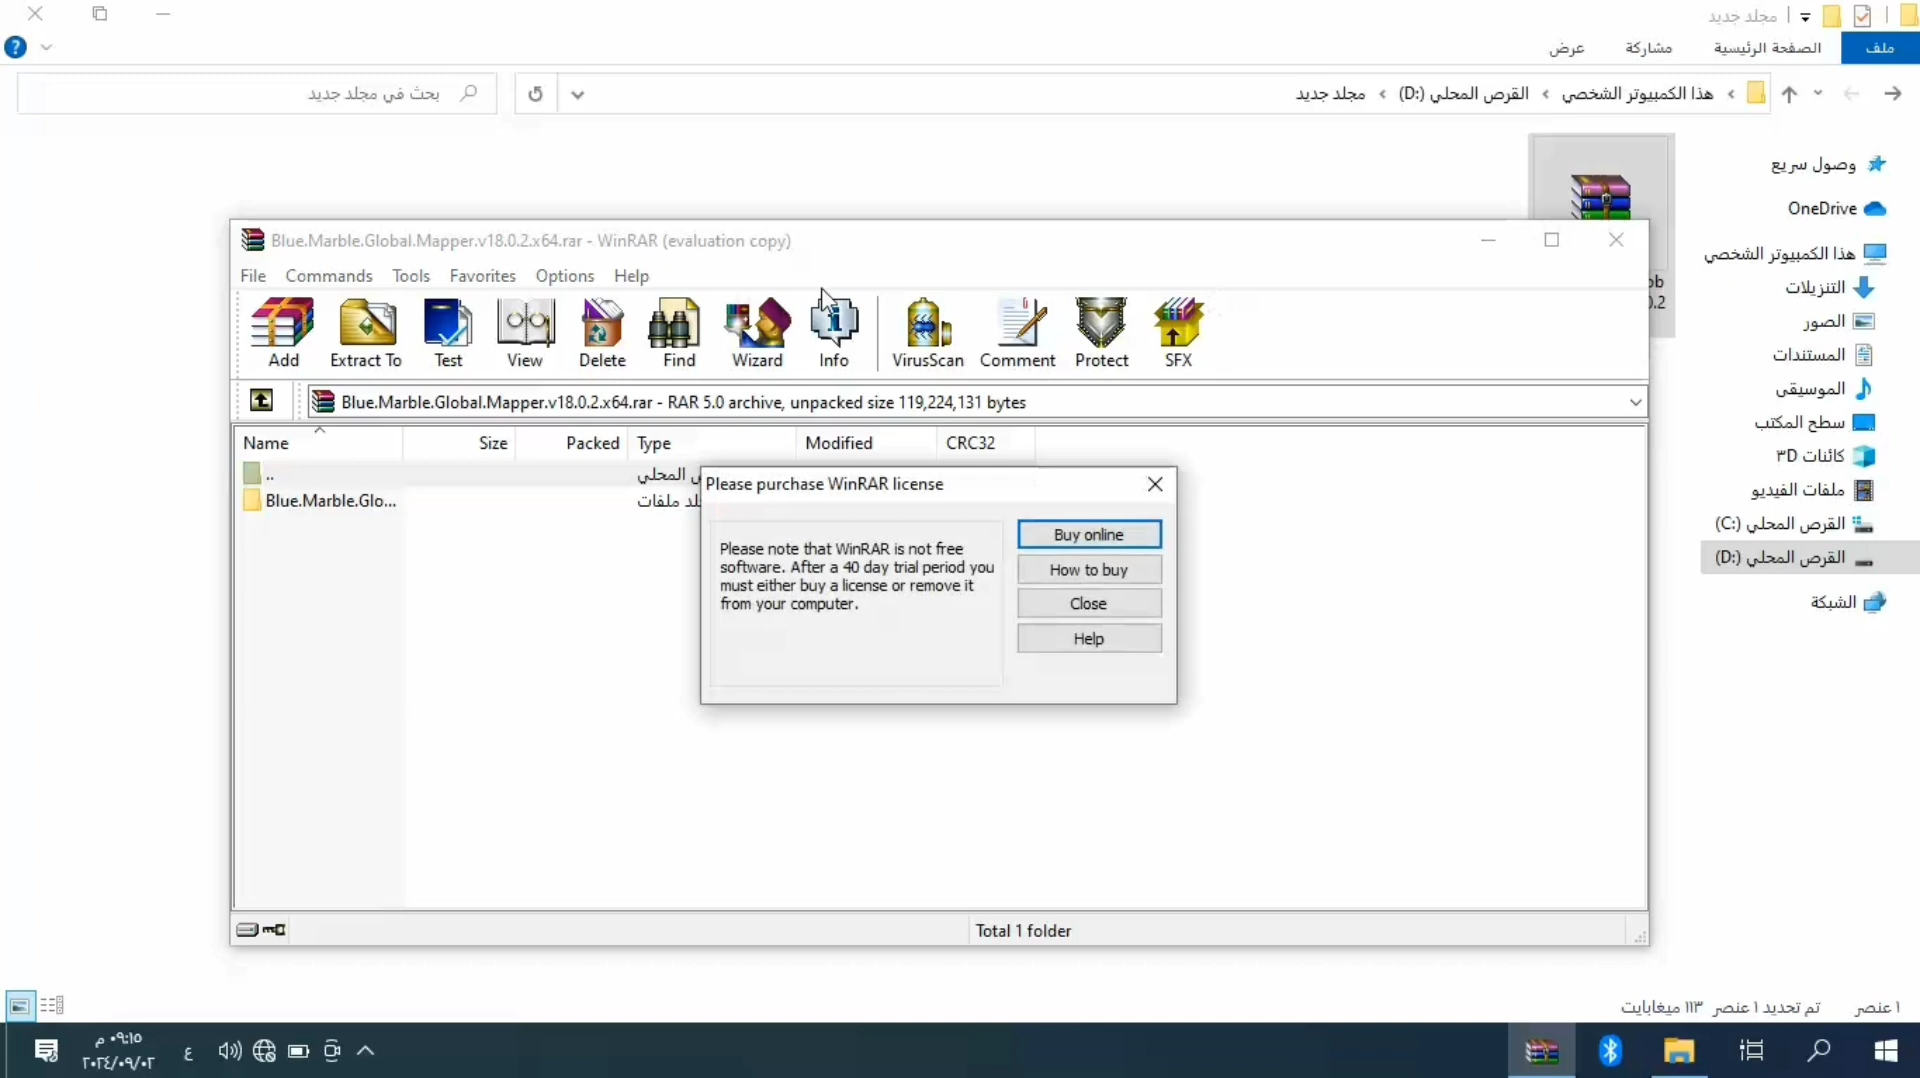 مجلد جديد
ملف
الصفحة الرئيسية
مشاركة
عرض
هذا الكمبيوتر الشخصي › القرص المحلي (D:) › مجلد جديد
بحث في مجلد جديد
وصول سريع
OneDrive
هذا الكمبيوتر الشخصي
التنزيلات
الصور
المستندات
الموسيقى
سطح المكتب
كائنات ٣D
ملفات الفيديو
القرص المحلي (C:)
القرص المحلي (D:)
الشبكة
Blue.Marble.Global.Mapper.v18.0.2.x64.rar - WinRAR (evaluation copy)
File Commands Tools Favorites Options Help
Add Extract To Test View Delete Find Wizard Info VirusScan Comment Protect SFX
Blue.Marble.Global.Mapper.v18.0.2.x64.rar - RAR 5.0 archive, unpacked size 119,224,131 bytes
Name Size Packed Type Modified CRC32
.. المحلي
Blue.Marble.Glo... ملفات
Please purchase WinRAR license
Please note that WinRAR is not free
software. After a 40 day trial period you
must either buy a license or remove it
from your computer.
Buy online
How to buy
Close
Help
Total 1 folder
١ عنصر
تم تحديد ١ عنصر ١١٣ ميغابايت
٠٩:١٥ م
٢٠٢٤/٠٩/٠٢
ع